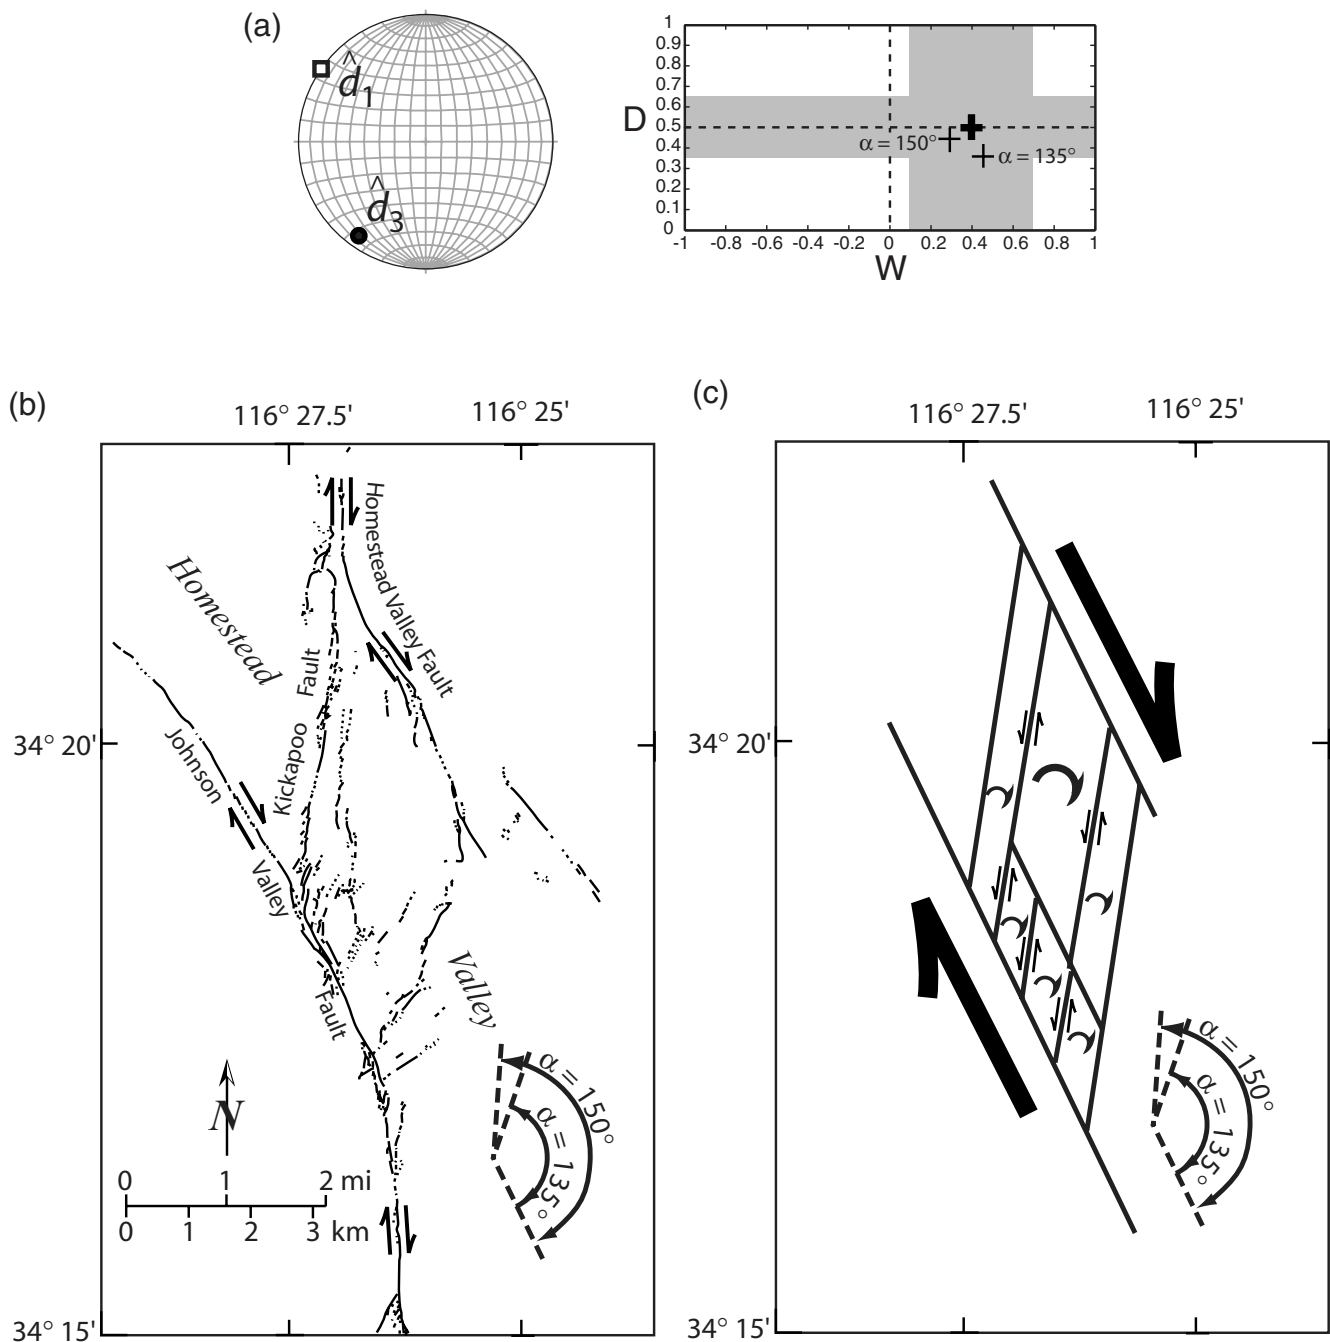 (a)
d̂1
d̂3
D
1
0.9
0.8
0.7
0.6
0.5
0.4
0.3
0.2
0.1
0
α = 150°
α = 135°
-1 -0.8 -0.6 -0.4 -0.2 0 0.2 0.4 0.6 0.8 1
W
(b)
116° 27.5'
116° 25'
34° 20'
34° 15'
Homestead
Valley
Homestead Valley Fault
Kickapoo Fault
Johnson Valley Fault
N
0 1 2 mi
0 1 2 3 km
α = 150°
α = 135°
(c)
116° 27.5'
116° 25'
34° 20'
34° 15'
α = 150°
α = 135°